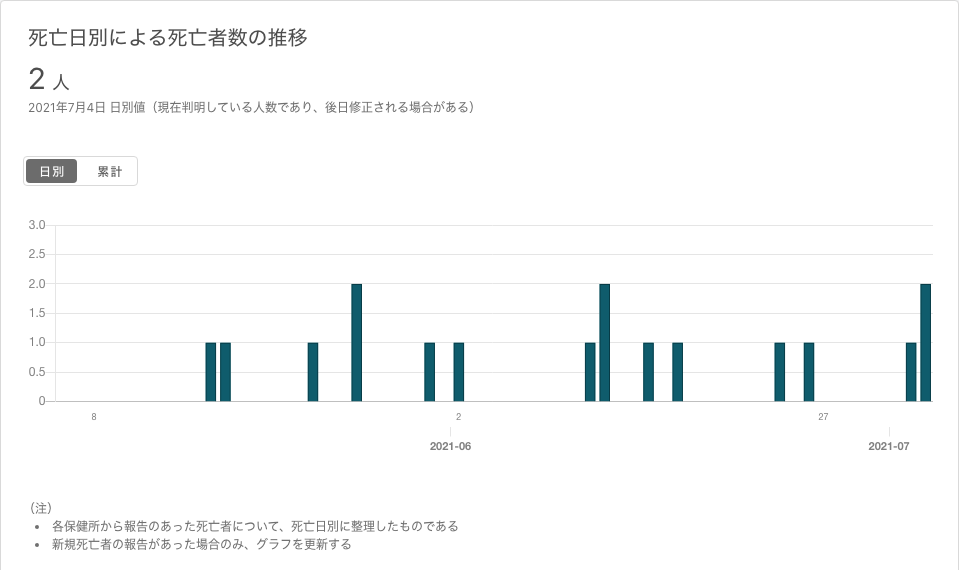 死亡日別による死亡者数の推移
2 人
2021年7月4日 日別値（現在判明している人数であり、後日修正される場合がある）
日別 累計
3.0
2.5
2.0
1.5
1.0
0.5
0
8 2 27
2021-06 2021-07
（注）
• 各保健所から報告のあった死亡者について、死亡日別に整理したものである
• 新規死亡者の報告があった場合のみ、グラフを更新する